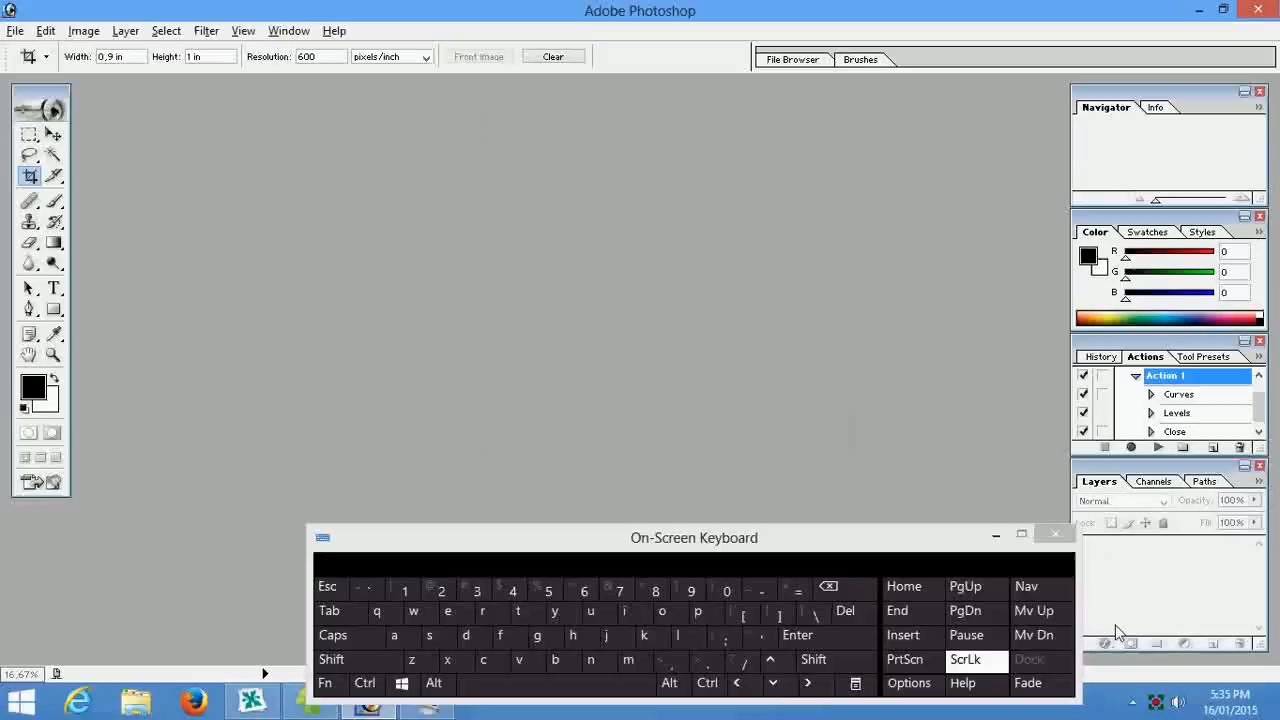 Adobe Photoshop
File Edit Image Layer Select Filter View Window Help
Width: 0.9 in Height: 1 in Resolution: 600 pixels/inch Front Image Clear
File Browser Brushes
Navigator Info
Color Swatches Styles
R 0
G 0
B 0
History Actions Tool Presets
Action 1
Curves
Levels
Close
Layers Channels Paths
Normal Opacity: 100%
Lock: Fill: 100%
On-Screen Keyboard
Esc 1 2 3 4 5 6 7 8 9 0 - = Home PgUp Nav
Tab q w e r t y u i o p [ ] \ Del End PgDn Mv Up
Caps a s d f g h j k l ; ' Enter Insert Pause Mv Dn
Shift z x c v b n m , . / ^ Shift PrtScn ScrLk Dock
Fn Ctrl Alt Alt Ctrl < > Options Help Fade
16.67%
5:35 PM
16/01/2015